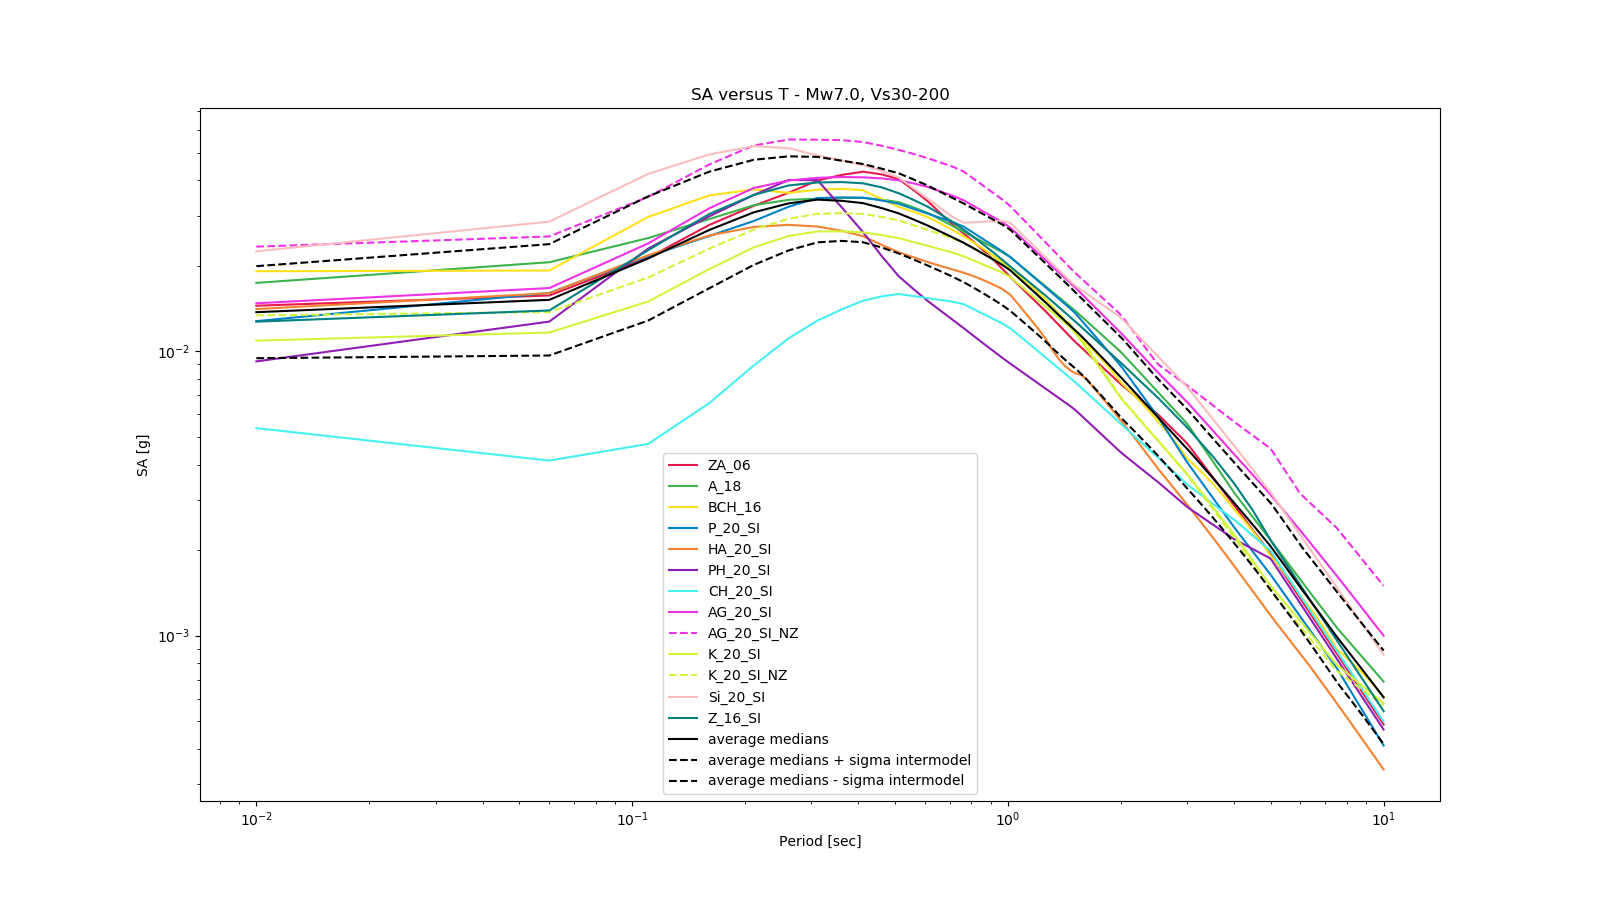 SA versus T - Mw7.0, Vs30-200
SA [g]
10⁻²
10⁻³
ZA_06
A_18
BCH_16
P_20_SI
HA_20_SI
PH_20_SI
CH_20_SI
AG_20_SI
AG_20_SI_NZ
K_20_SI
K_20_SI_NZ
Si_20_SI
Z_16_SI
average medians
average medians + sigma intermodel
average medians - sigma intermodel
10⁻² 10⁻¹ 10⁰ 10¹
Period [sec]